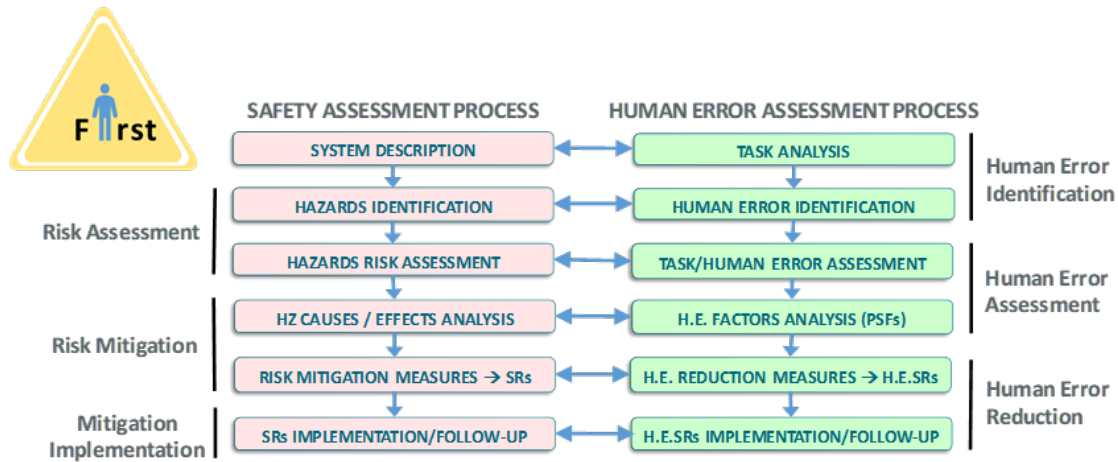 First
SAFETY ASSESSMENT PROCESS
HUMAN ERROR ASSESSMENT PROCESS
SYSTEM DESCRIPTION
TASK ANALYSIS
Human Error
Identification
HAZARDS IDENTIFICATION
HUMAN ERROR IDENTIFICATION
Risk Assessment
HAZARDS RISK ASSESSMENT
TASK/HUMAN ERROR ASSESSMENT
Human Error
Assessment
HZ CAUSES / EFFECTS ANALYSIS
H.E. FACTORS ANALYSIS (PSFs)
Risk Mitigation
RISK MITIGATION MEASURES → SRs
H.E. REDUCTION MEASURES → H.E.SRs
Human Error
Reduction
Mitigation
Implementation
SRs IMPLEMENTATION/FOLLOW-UP
H.E.SRs IMPLEMENTATION/FOLLOW-UP